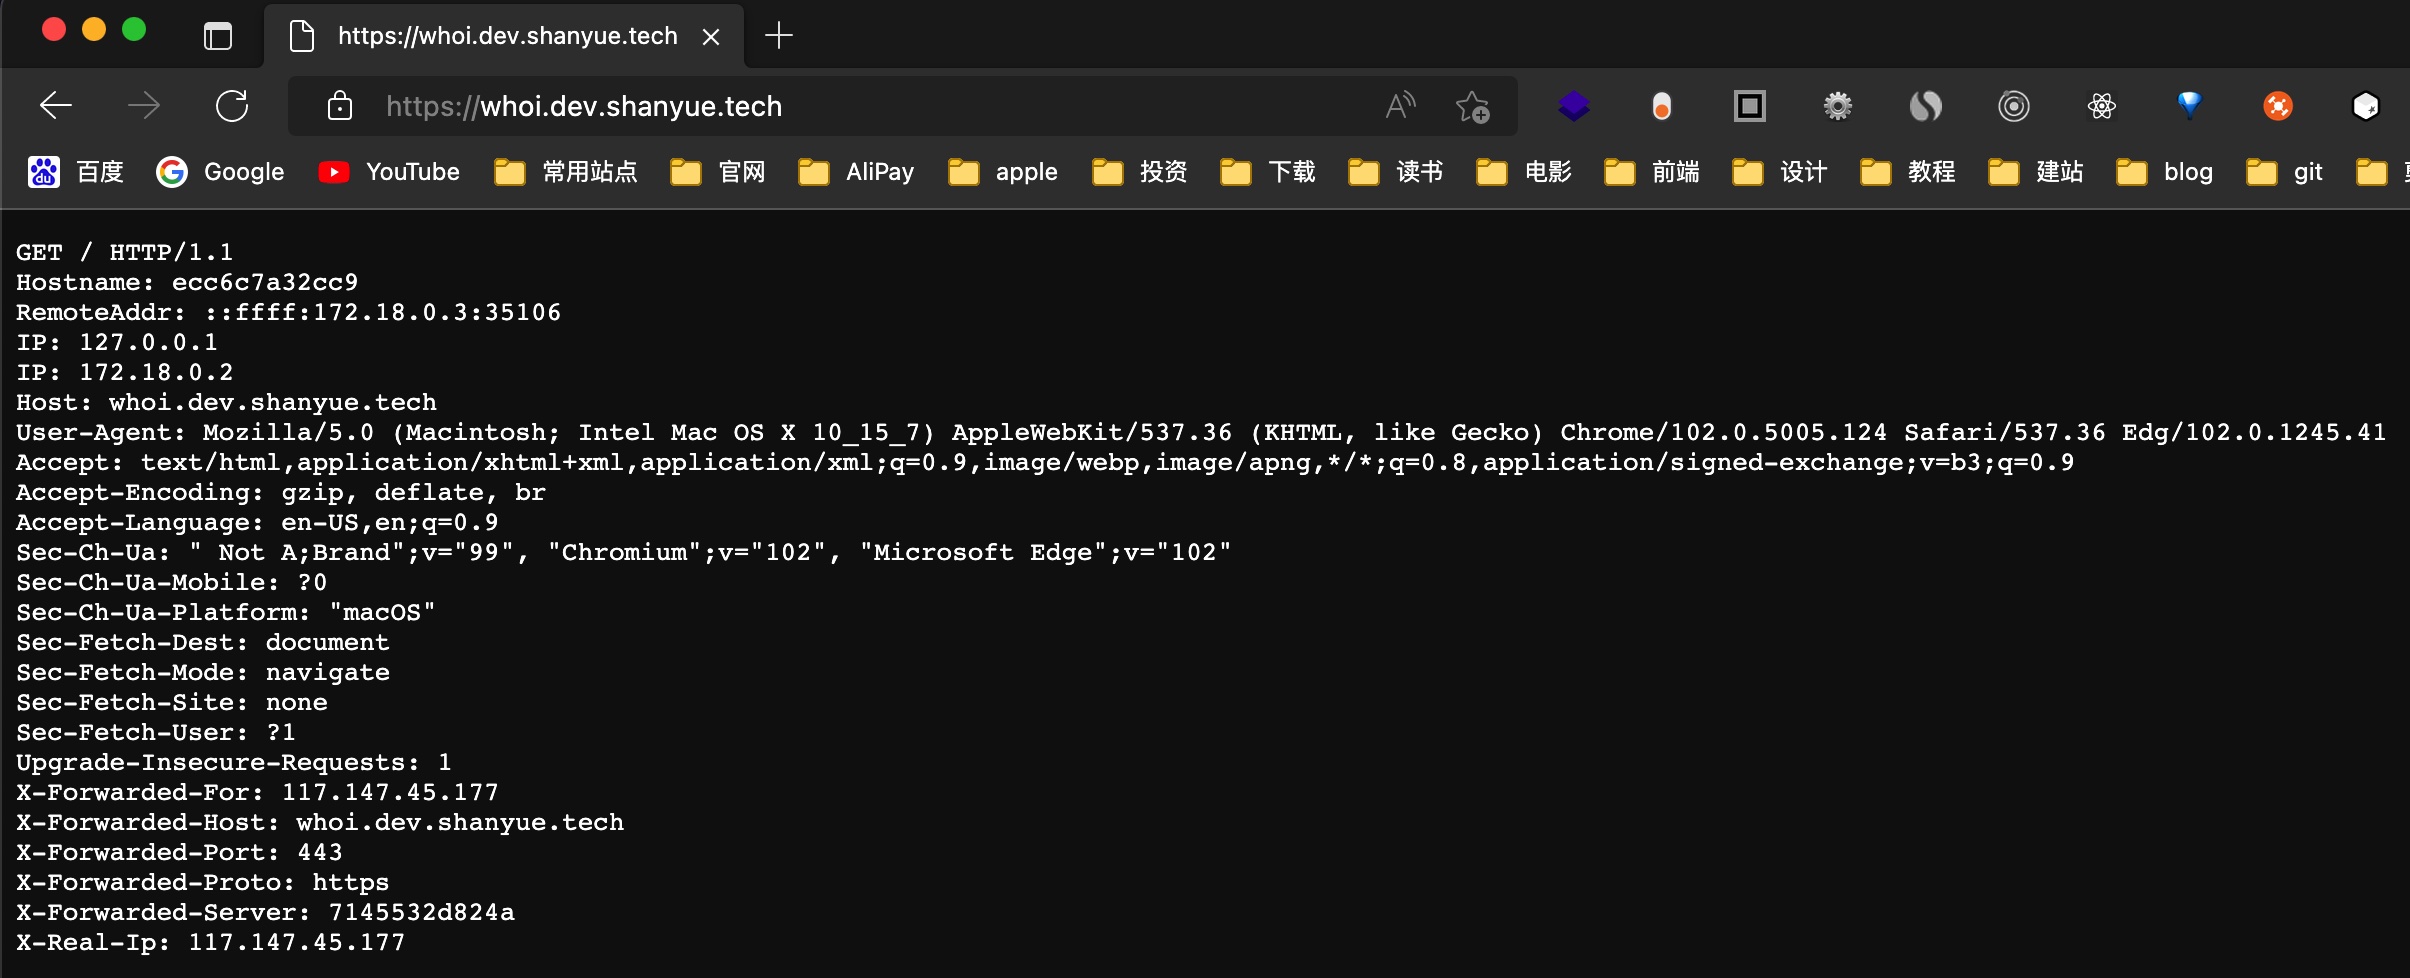 https://whoi.dev.shanyue.tech
https://whoi.dev.shanyue.tech
百度 Google YouTube 常用站点 官网 AliPay apple 投资 下载 读书 电影 前端 设计 教程 建站 blog git
GET / HTTP/1.1
Hostname: ecc6c7a32cc9
RemoteAddr: ::ffff:172.18.0.3:35106
IP: 127.0.0.1
IP: 172.18.0.2
Host: whoi.dev.shanyue.tech
User-Agent: Mozilla/5.0 (Macintosh; Intel Mac OS X 10_15_7) AppleWebKit/537.36 (KHTML, like Gecko) Chrome/102.0.5005.124 Safari/537.36 Edg/102.0.1245.41
Accept: text/html,application/xhtml+xml,application/xml;q=0.9,image/webp,image/apng,*/*;q=0.8,application/signed-exchange;v=b3;q=0.9
Accept-Encoding: gzip, deflate, br
Accept-Language: en-US,en;q=0.9
Sec-Ch-Ua: " Not A;Brand";v="99", "Chromium";v="102", "Microsoft Edge";v="102"
Sec-Ch-Ua-Mobile: ?0
Sec-Ch-Ua-Platform: "macOS"
Sec-Fetch-Dest: document
Sec-Fetch-Mode: navigate
Sec-Fetch-Site: none
Sec-Fetch-User: ?1
Upgrade-Insecure-Requests: 1
X-Forwarded-For: 117.147.45.177
X-Forwarded-Host: whoi.dev.shanyue.tech
X-Forwarded-Port: 443
X-Forwarded-Proto: https
X-Forwarded-Server: 7145532d824a
X-Real-Ip: 117.147.45.177